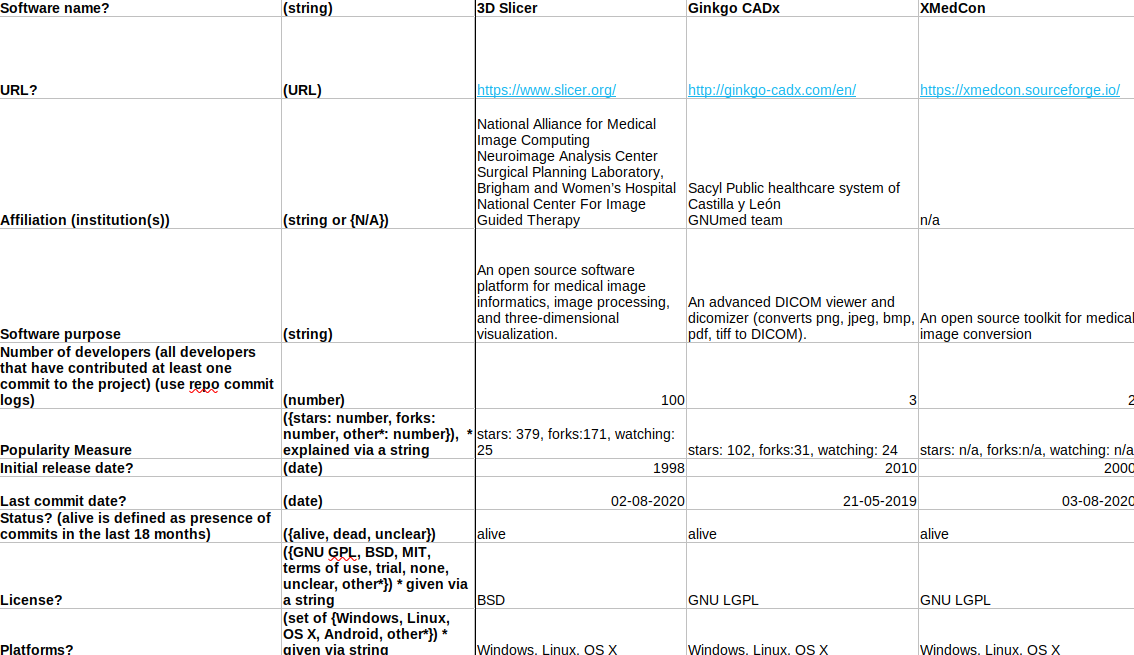 Software name? (string) 3D Slicer Ginkgo CADx XMedCon
URL? (URL) https://www.slicer.org/ http://ginkgo-cadx.com/en/ https://xmedcon.sourceforge.io/
Affiliation (institution(s)) (string or {N/A})
National Alliance for Medical
Image Computing
Neuroimage Analysis Center
Surgical Planning Laboratory,
Brigham and Women’s Hospital
National Center For Image
Guided Therapy
Sacyl Public healthcare system of
Castilla y León
GNUmed team
n/a
Software purpose (string)
An open source software
platform for medical image
informatics, image processing,
and three-dimensional
visualization.
An advanced DICOM viewer and
dicomizer (converts png, jpeg, bmp,
pdf, tiff to DICOM).
An open source toolkit for medical
image conversion
Number of developers (all developers
that have contributed at least one
commit to the project) (use repo commit
logs)
(number) 100 3 2
Popularity Measure
({stars: number, forks:
number, other*: number}), *
explained via a string
stars: 379, forks:171, watching:
25
stars: 102, forks:31, watching: 24
stars: n/a, forks:n/a, watching: n/a
Initial release date? (date) 1998 2010 2000
Last commit date? (date) 02-08-2020 21-05-2019 03-08-2020
Status? (alive is defined as presence of
commits in the last 18 months)
({alive, dead, unclear}) alive alive alive
License?
({GNU GPL, BSD, MIT,
terms of use, trial, none,
unclear, other*}) * given via
a string
BSD GNU LGPL GNU LGPL
Platforms?
(set of {Windows, Linux,
OS X, Android, other*}) *
given via string
Windows, Linux, OS X Windows, Linux, OS X Windows, Linux, OS X